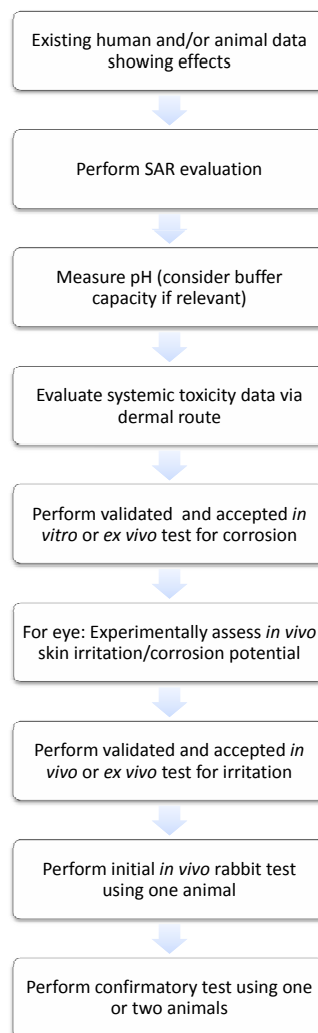 Existing human and/or animal data
showing effects
Perform SAR evaluation
Measure pH (consider buffer
capacity if relevant)
Evaluate systemic toxicity data via
dermal route
Perform validated and accepted in
vitro or ex vivo test for corrosion
For eye: Experimentally assess in vivo
skin irritation/corrosion potential
Perform validated and accepted in
vivo or ex vivo test for irritation
Perform initial in vivo rabbit test
using one animal
Perform confirmatory test using one
or two animals